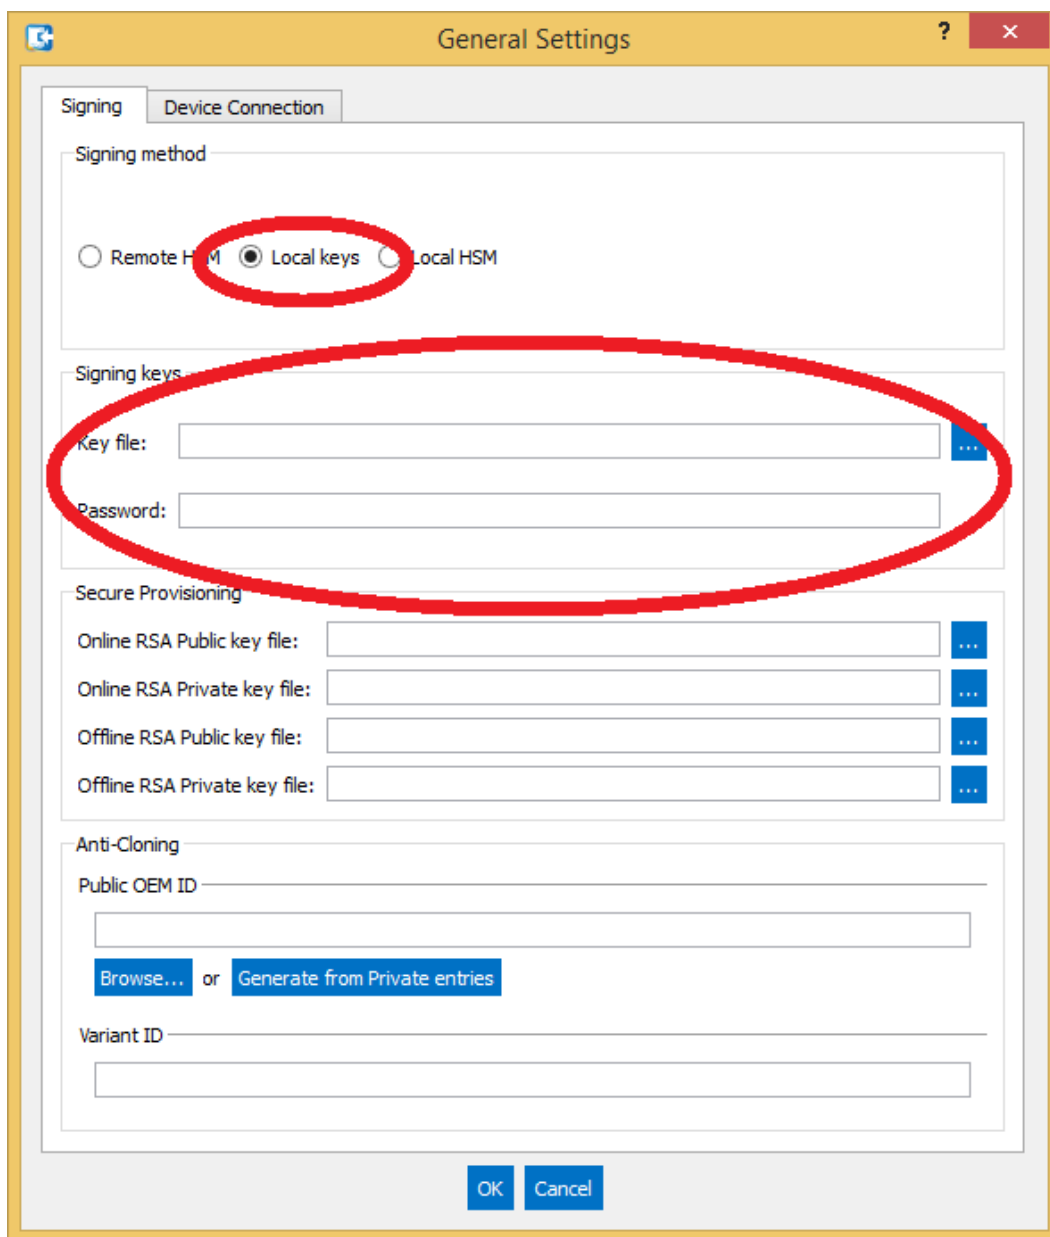 General Settings
?
x
Signing
Device Connection
Signing method
Remote HSM
Local keys
Local HSM
Signing keys
Key file:
...
Password:
Secure Provisioning
Online RSA Public key file:
...
Online RSA Private key file:
...
Offline RSA Public key file:
...
Offline RSA Private key file:
...
Anti-Cloning
Public OEM ID
Browse... or Generate from Private entries
Variant ID
OK
Cancel